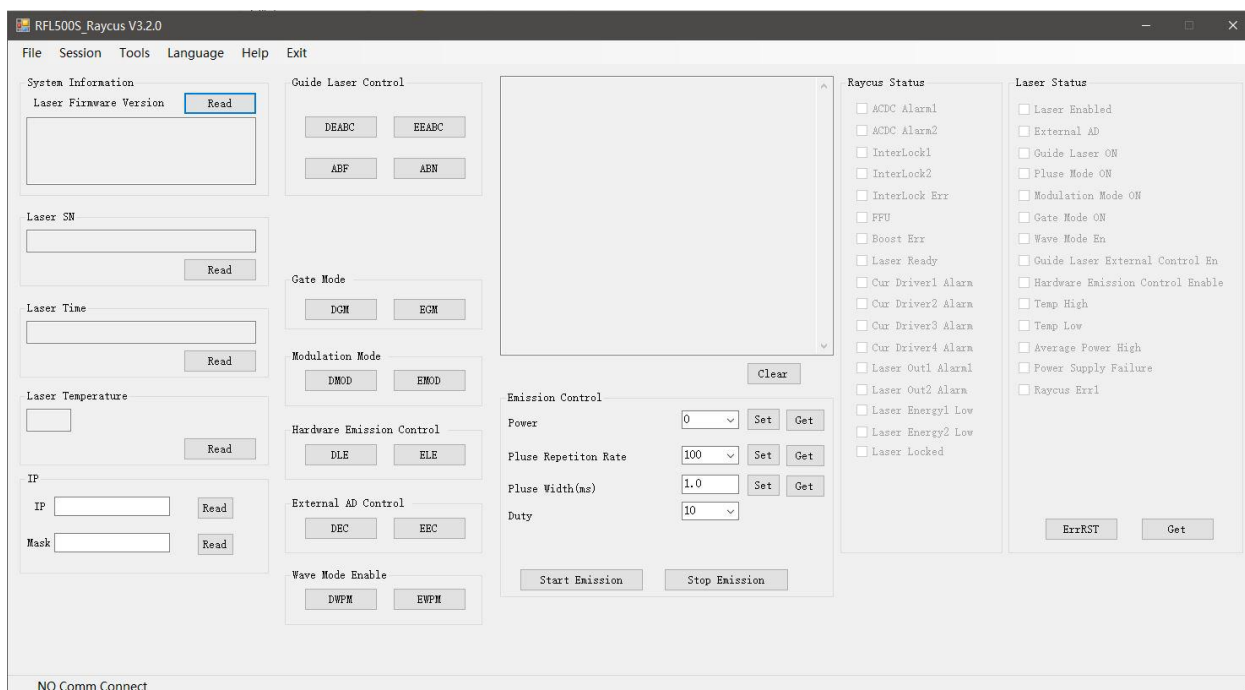 RFL500S_Raycus V3.2.0
File Session Tools Language Help Exit
System Information
Laser Firmware Version Read
Laser SN
Read
Laser Time
Read
Laser Temperature
Read
IP
IP Read
Mask Read
Guide Laser Control
DEABC EEABC
ABF ABN
Gate Mode
DGM EGM
Modulation Mode
DMOD EMOD
Hardware Emission Control
DLE ELE
External AD Control
DEC EEC
Wave Mode Enable
DWPM EWPM
Clear
Emission Control
Power 0 Set Get
Pluse Repetiton Rate 100 Set Get
Pluse Width(ms) 1.0 Set Get
Duty 10
Start Emission Stop Emission
Raycus Status
ACDC Alarm1
ACDC Alarm2
InterLock1
InterLock2
InterLock Err
FFU
Boost Err
Laser Ready
Cur Driver1 Alarm
Cur Driver2 Alarm
Cur Driver3 Alarm
Cur Driver4 Alarm
Laser Out1 Alarm1
Laser Out2 Alarm
Laser Energy1 Low
Laser Energy2 Low
Laser Locked
Laser Status
Laser Enabled
External AD
Guide Laser ON
Pluse Mode ON
Modulation Mode ON
Gate Mode ON
Wave Mode En
Guide Laser External Control En
Hardware Emission Control Enable
Temp High
Temp Low
Average Power High
Power Supply Failure
Raycus Err1
ErrRST Get
NO Comm Connect